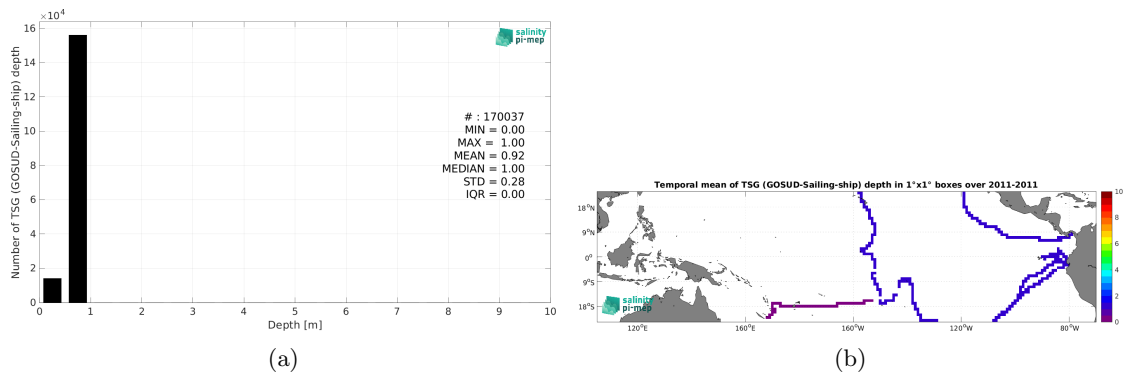 ×10⁴
16
14
12
10
8
6
4
2
0
Number of TSG (GOSUD-Sailing-ship) depth
salinity
pi-mep
# : 170037
MIN = 0.00
MAX = 1.00
MEAN = 0.92
MEDIAN = 1.00
STD = 0.28
IQR = 0.00
0 1 2 3 4 5 6 7 8 9 10
Depth [m]
(a)
Temporal mean of TSG (GOSUD-Sailing-ship) depth in 1°x1° boxes over 2011-2011
18°N
9°N
0°
9°S
18°S
salinity
pi-mep
120°E 160°E 160°W 120°W 80°W
10
8
6
4
2
0
(b)